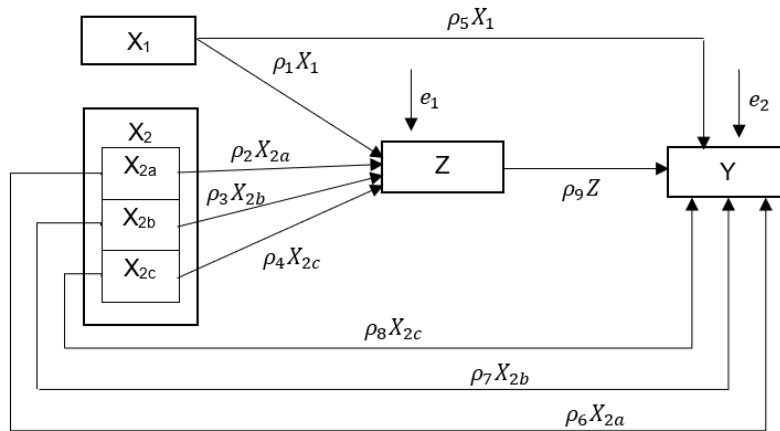 X₁
ρ₅X₁
ρ₁X₁
e₁
e₂
X₂
X₂ₐ
ρ₂X₂ₐ
Z
Y
ρ₃X₂b
ρ₉Z
X₂b
ρ₄X₂c
X₂c
ρ₈X₂c
ρ₇X₂b
ρ₆X₂ₐ